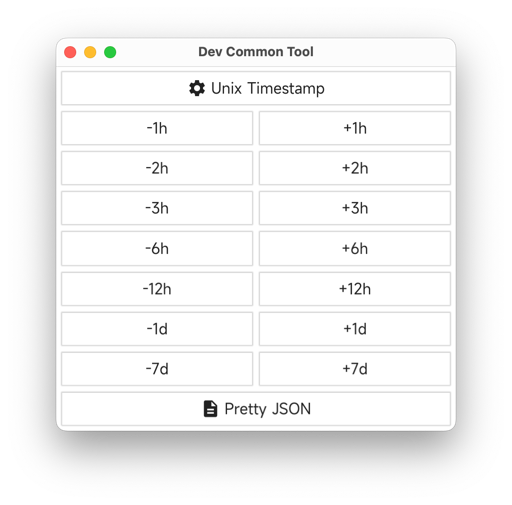 Dev Common Tool
Unix Timestamp
-1h +1h
-2h +2h
-3h +3h
-6h +6h
-12h +12h
-1d +1d
-7d +7d
Pretty JSON